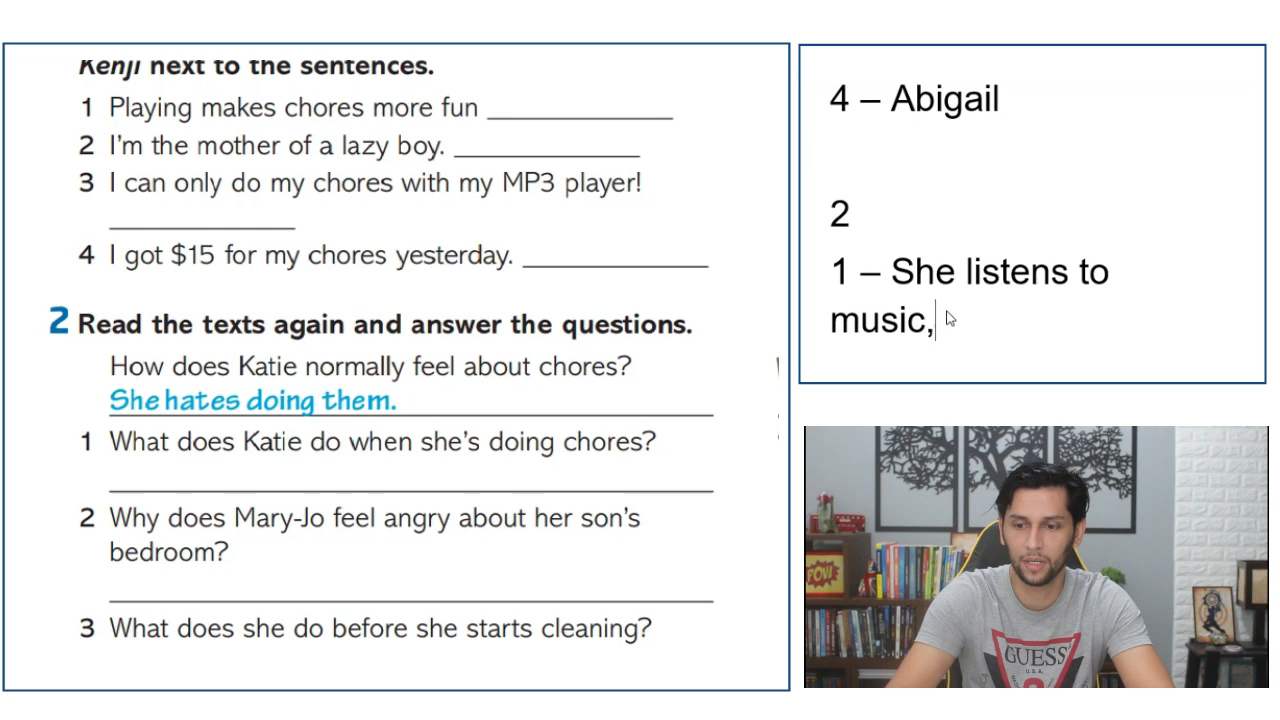 Kenji next to the sentences.
1 Playing makes chores more fun
2 I'm the mother of a lazy boy.
3 I can only do my chores with my MP3 player!
4 I got $15 for my chores yesterday.
2 Read the texts again and answer the questions.
How does Katie normally feel about chores?
She hates doing them.
1 What does Katie do when she's doing chores?
2 Why does Mary-Jo feel angry about her son's
bedroom?
3 What does she do before she starts cleaning?
4 – Abigail
2
1 – She listens to
music,
POW
GUESS
U.S.A.